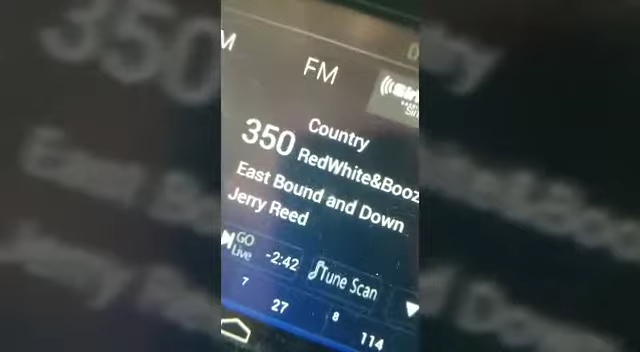 M
FM
Country
350
RedWhite&Booz
East Bound and Down
Jerry Reed
GO
Live
-2:42
Tune Scan
7
27
8
114